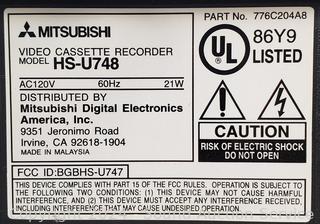 MITSUBISHI
PART No. 776C204A8
VIDEO CASSETTE RECORDER
MODEL HS-U748
AC120V 60Hz 21W
UL
86Y9
LISTED
DISTRIBUTED BY
Mitsubishi Digital Electronics
America, Inc.
9351 Jeronimo Road
Irvine, CA 92618-1904
MADE IN MALAYSIA
CAUTION
RISK OF ELECTRIC SHOCK
DO NOT OPEN
FCC ID:BGBHS-U747
THIS DEVICE COMPLIES WITH PART 15 OF THE FCC RULES. OPERATION IS SUBJECT TO
THE FOLLOWING TWO CONDITIONS: (1) THIS DEVICE MAY NOT CAUSE HARMFUL
INTERFERENCE, AND (2) THIS DEVICE MUST ACCEPT ANY INTERFERENCE RECEIVED,
INCLUDING INTERFERENCE THAT MAY CAUSE UNDESIRED OPERATION.